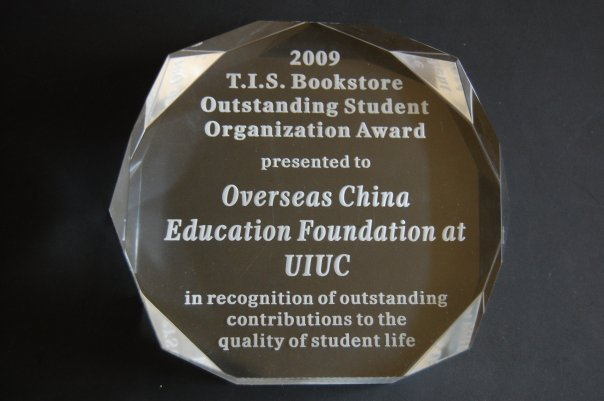 2009
T.I.S. Bookstore
Outstanding Student
Organization Award
presented to
Overseas China
Education Foundation at
UIUC
in recognition of outstanding
contributions to the
quality of student life